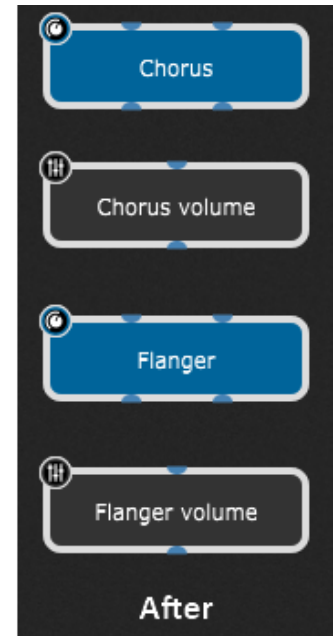 Chorus
Chorus volume
Flanger
Flanger volume
After